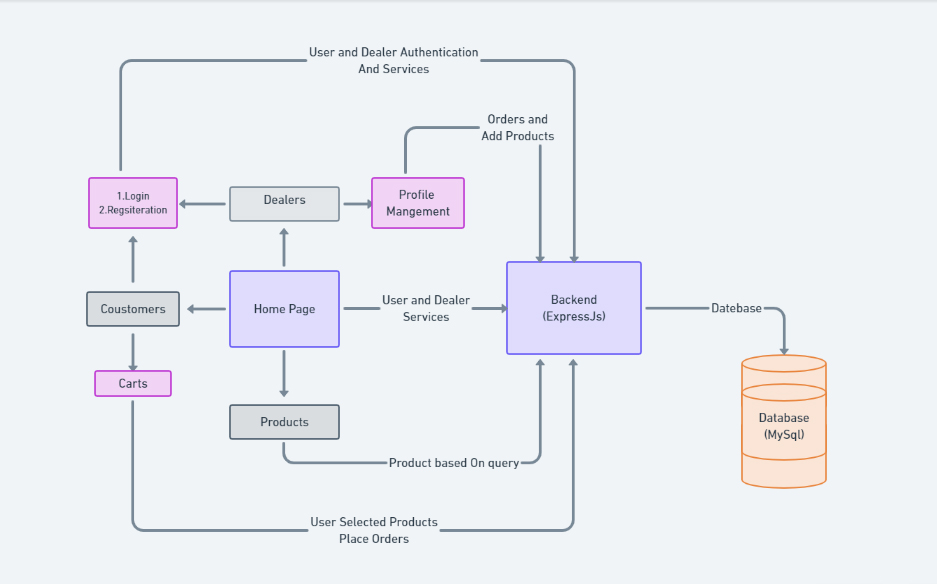 User and Dealer Authentication
And Services
Orders and
Add Products
1.Login
2.Regsiteration
Dealers
Profile
Mangement
Coustomers
Home Page
User and Dealer
Services
Backend
(ExpressJs)
Datebase
Carts
Products
Database
(MySql)
Product based On query
User Selected Products
Place Orders